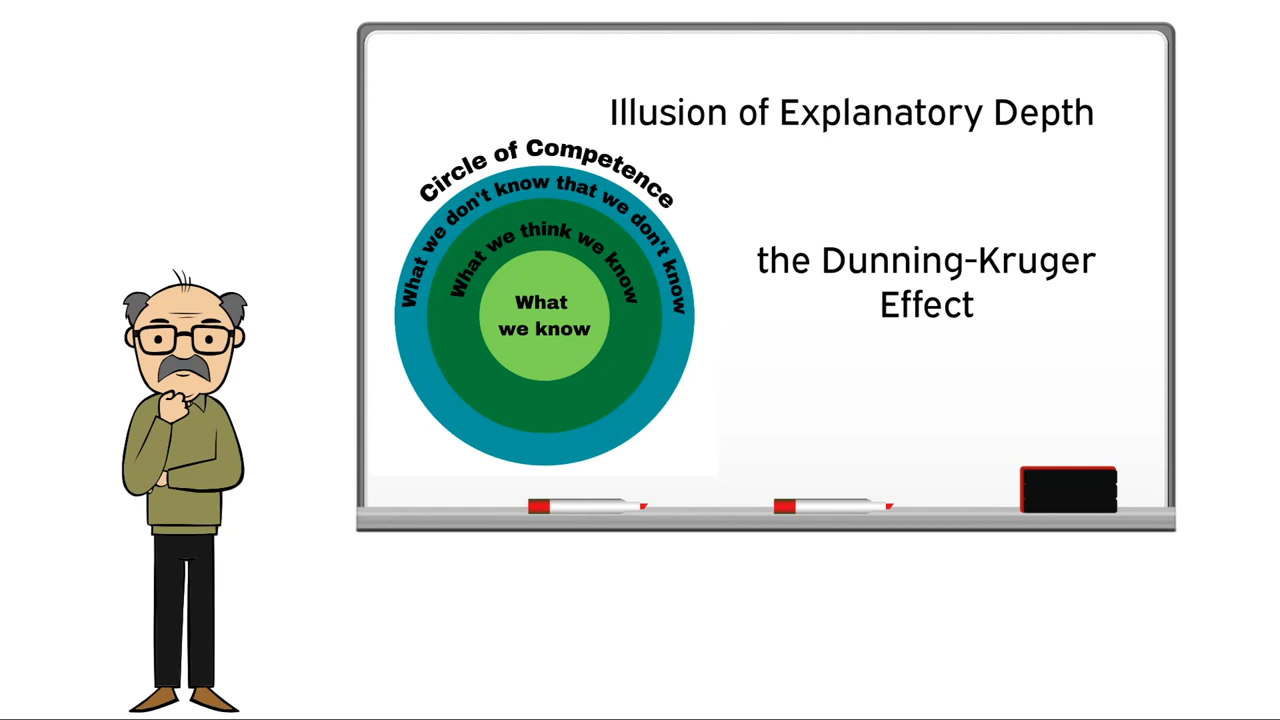 Illusion of Explanatory Depth
Circle of Competence
What we don't know that we don't know
What we think we know
What
we know
the Dunning-Kruger
Effect